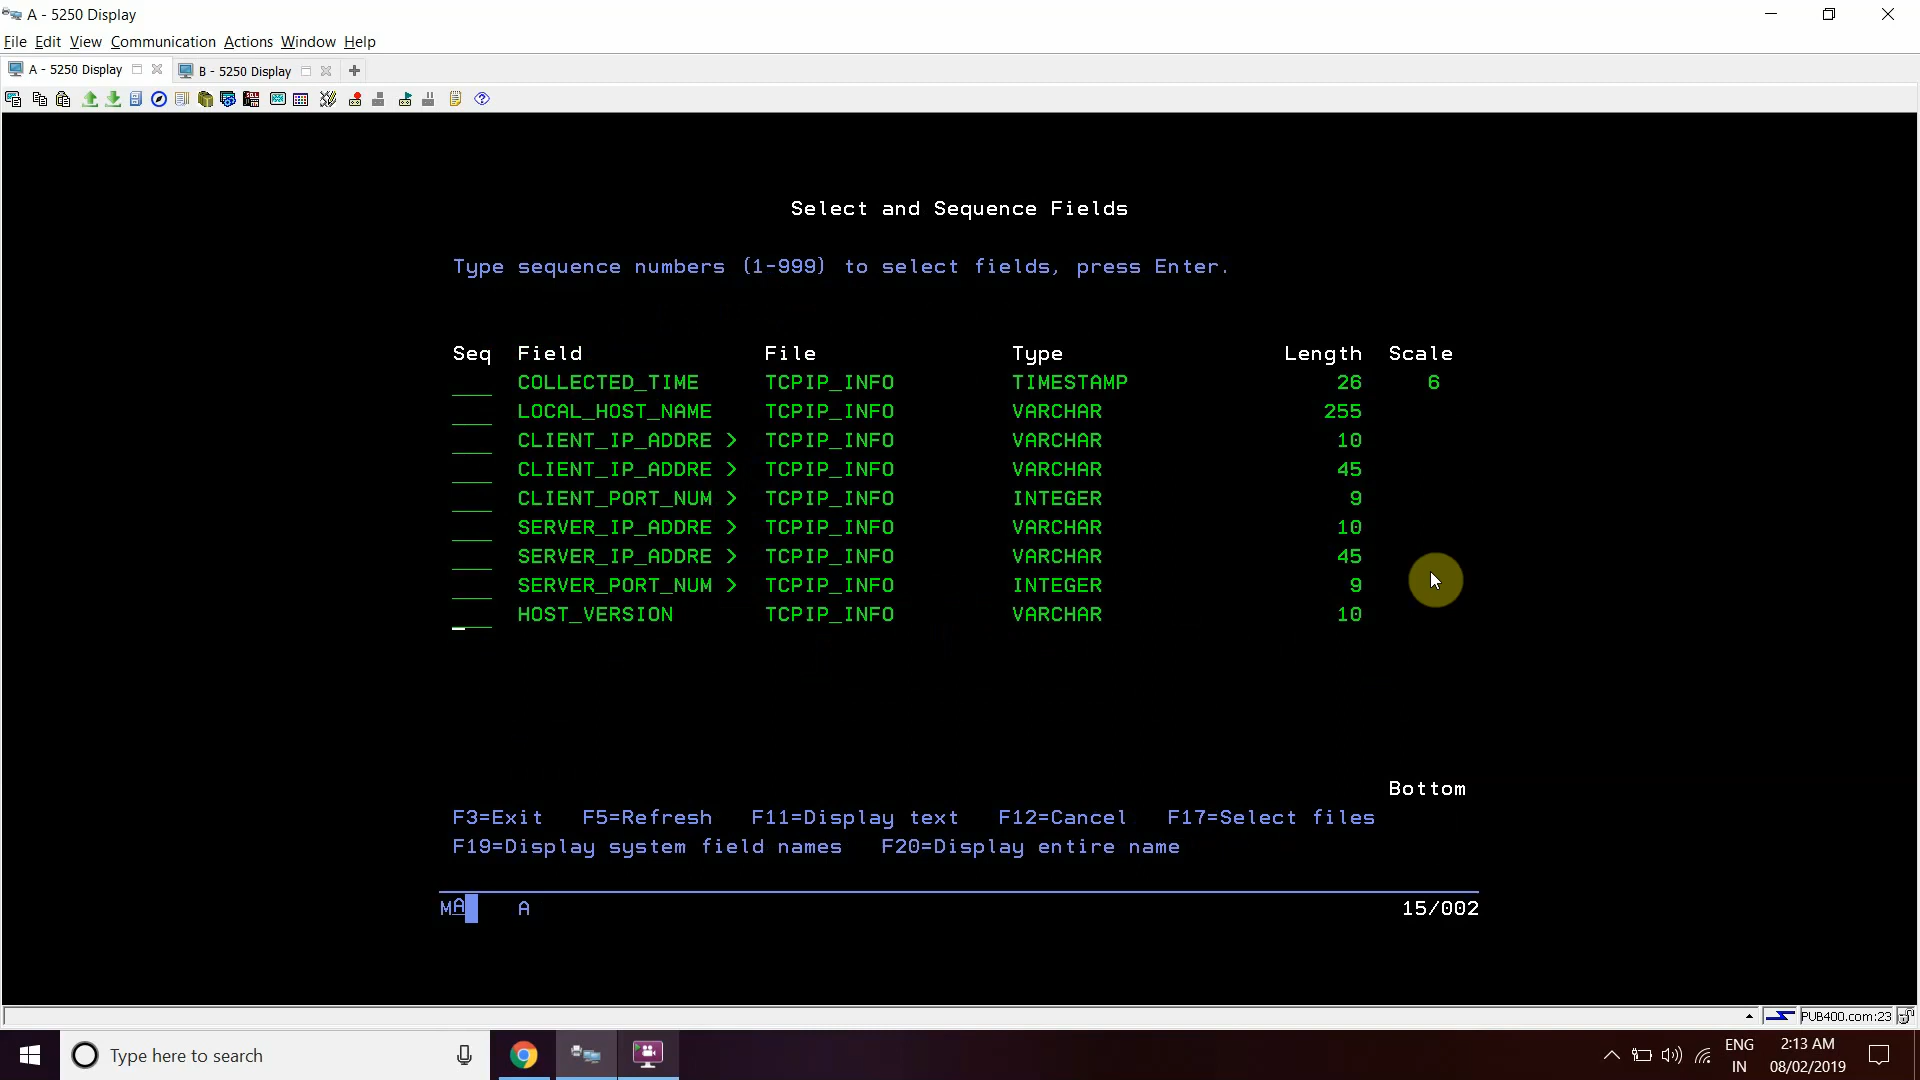 A - 5250 Display
File Edit View Communication Actions Window Help
A - 5250 Display B - 5250 Display
Select and Sequence Fields
Type sequence numbers (1-999) to select fields, press Enter.
Seq Field File Type Length Scale
COLLECTED_TIME TCPIP_INFO TIMESTAMP 26 6
LOCAL_HOST_NAME TCPIP_INFO VARCHAR 255
CLIENT_IP_ADDRE > TCPIP_INFO VARCHAR 10
CLIENT_IP_ADDRE > TCPIP_INFO VARCHAR 45
CLIENT_PORT_NUM > TCPIP_INFO INTEGER 9
SERVER_IP_ADDRE > TCPIP_INFO VARCHAR 10
SERVER_IP_ADDRE > TCPIP_INFO VARCHAR 45
SERVER_PORT_NUM > TCPIP_INFO INTEGER 9
HOST_VERSION TCPIP_INFO VARCHAR 10
Bottom
F3=Exit F5=Refresh F11=Display text F12=Cancel F17=Select files
F19=Display system field names F20=Display entire name
MA A 15/002
PUB400.com:23
Type here to search
ENG 2:13 AM
IN 08/02/2019